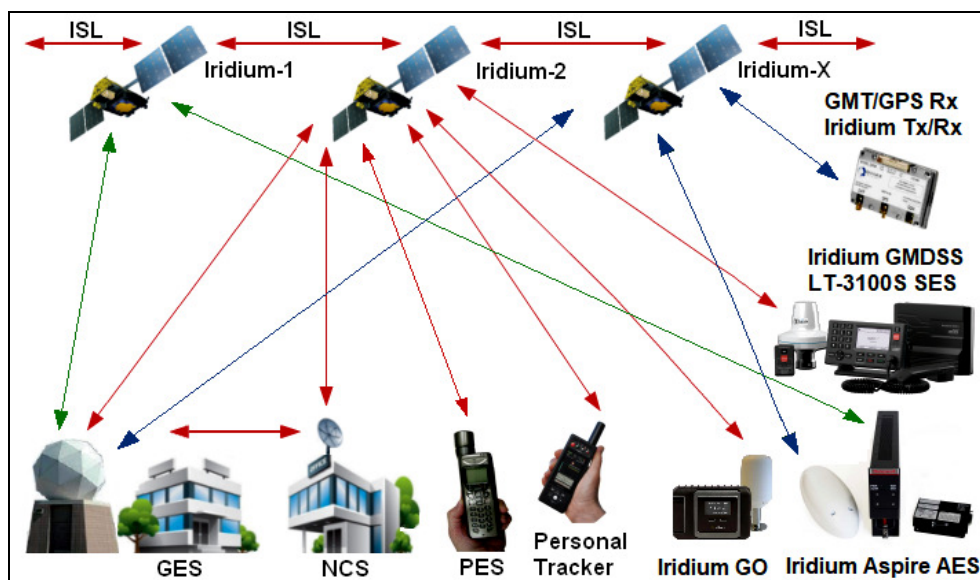 ISL
ISL
ISL
ISL
Iridium-1
Iridium-2
Iridium-X
GMT/GPS Rx
Iridium Tx/Rx
Iridium GMDSS
LT-3100S SES
GES
NCS
PES
Personal
Tracker
Iridium GO
Iridium Aspire AES